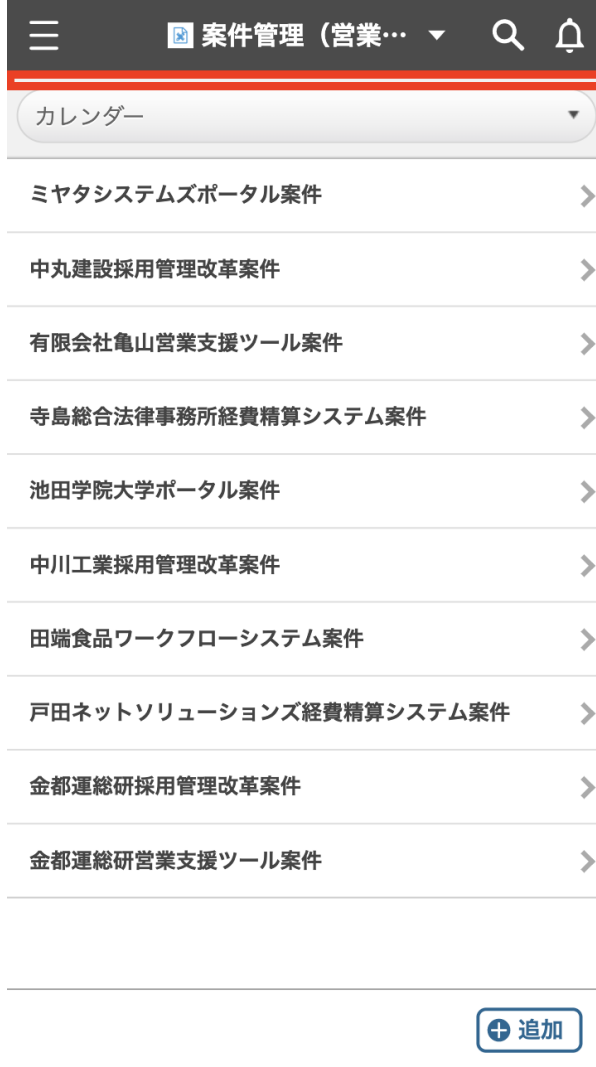 案件管理（営業…
カレンダー
ミヤタシステムズポータル案件
中丸建設採用管理改革案件
有限会社亀山営業支援ツール案件
寺島総合法律事務所経費精算システム案件
池田学院大学ポータル案件
中川工業採用管理改革案件
田端食品ワークフローシステム案件
戸田ネットソリューションズ経費精算システム案件
金都運総研採用管理改革案件
金都運総研営業支援ツール案件
追加